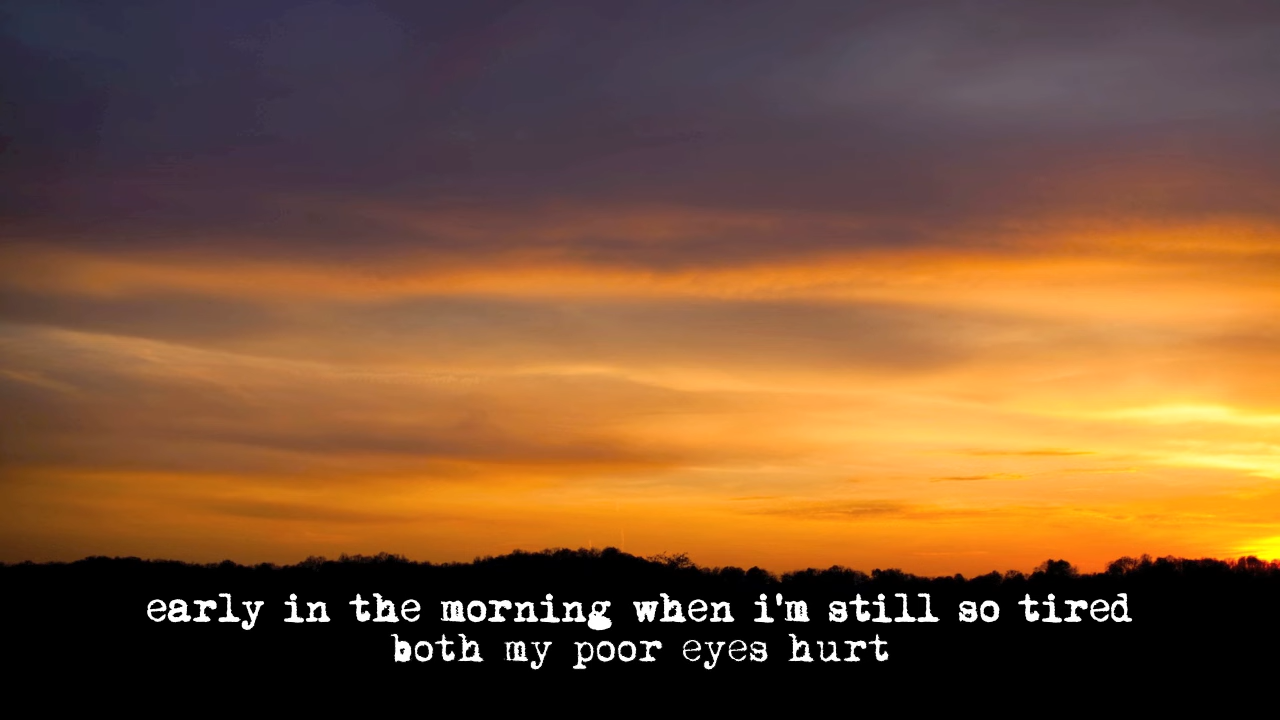 early in the morning when i'm still so tired
both my poor eyes hurt